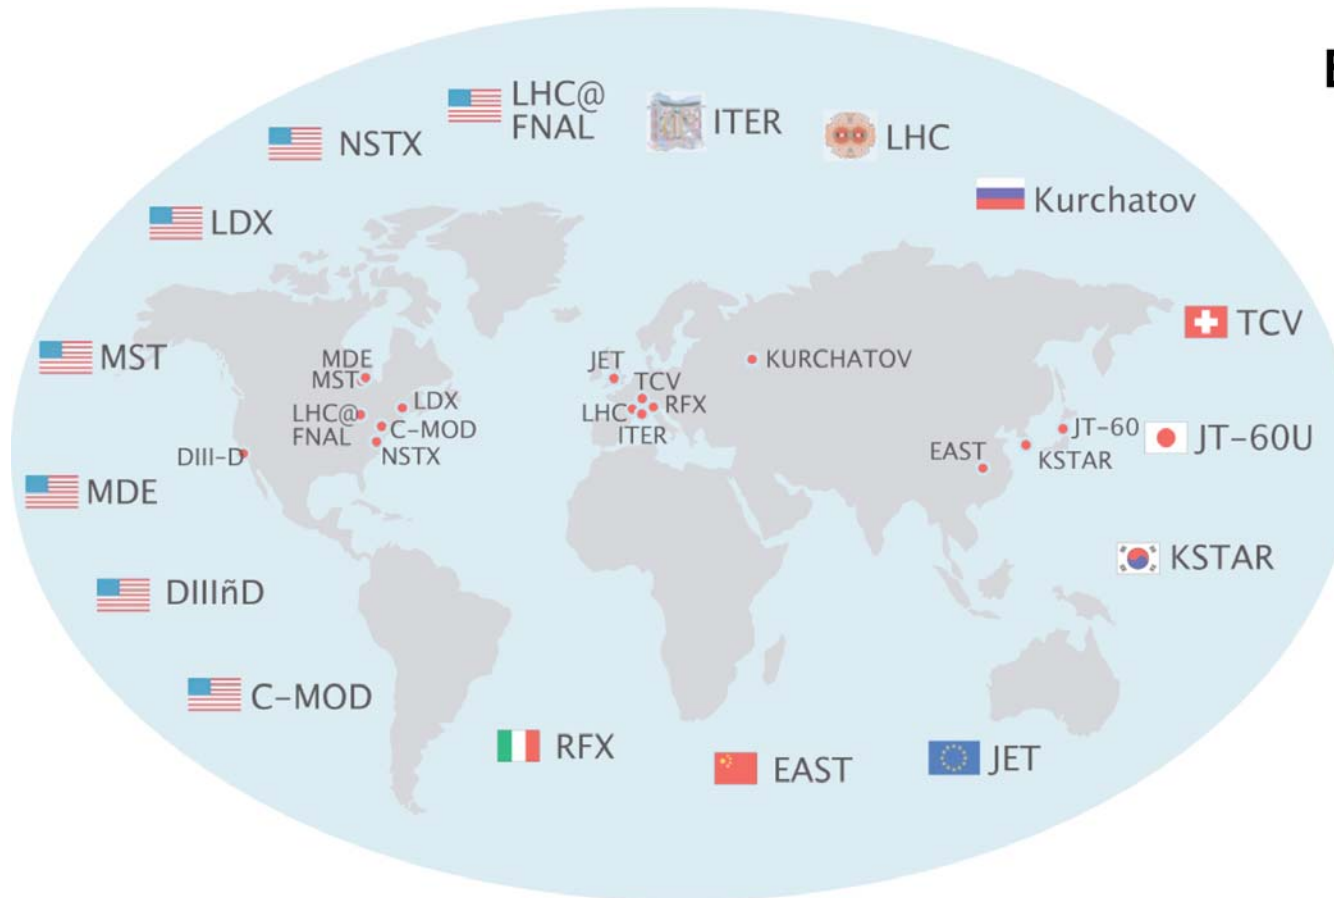 LHC@
FNAL
ITER
LHC
NSTX
Kurchatov
LDX
TCV
MST
MDE
MST
JET
KURCHATOV
TCV
LDX
RFX
LHC@
FNAL
LHC
C-MOD
ITER
NSTX
JT-60
JT-60U
DIII-D
EAST
KSTAR
MDE
KSTAR
DIIIñD
C-MOD
RFX
EAST
JET